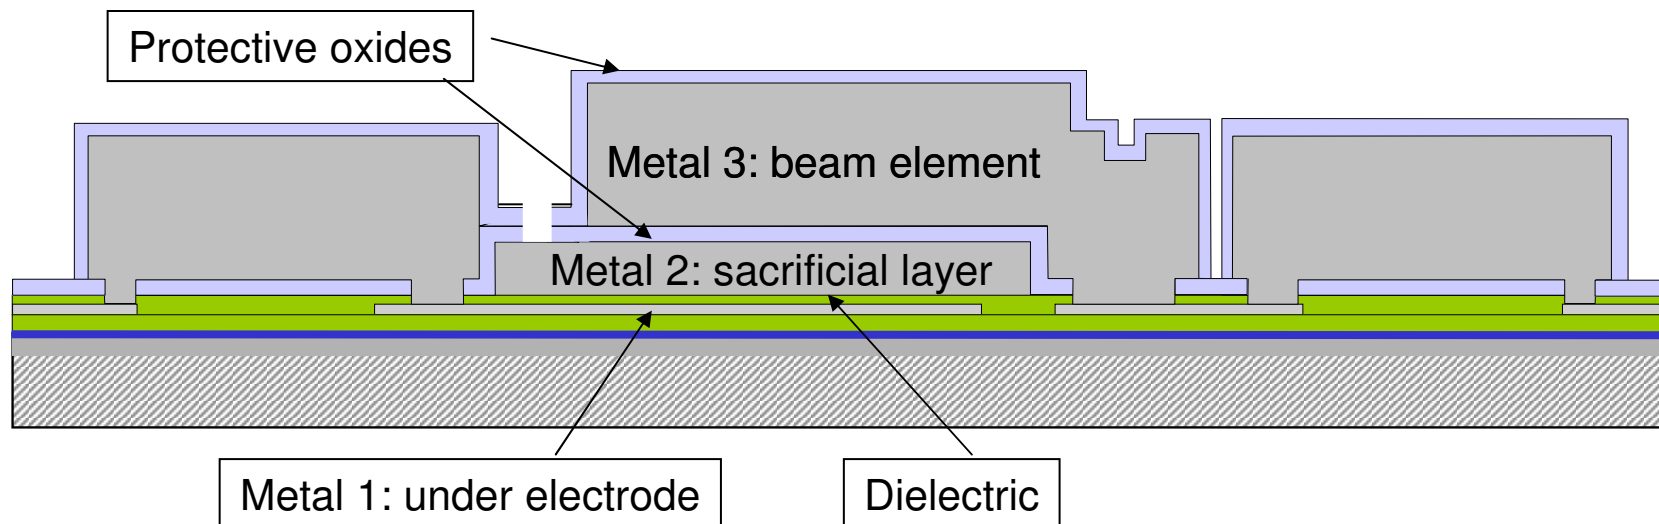 Protective oxides
Metal 3: beam element
Metal 2: sacrificial layer
Metal 1: under electrode
Dielectric